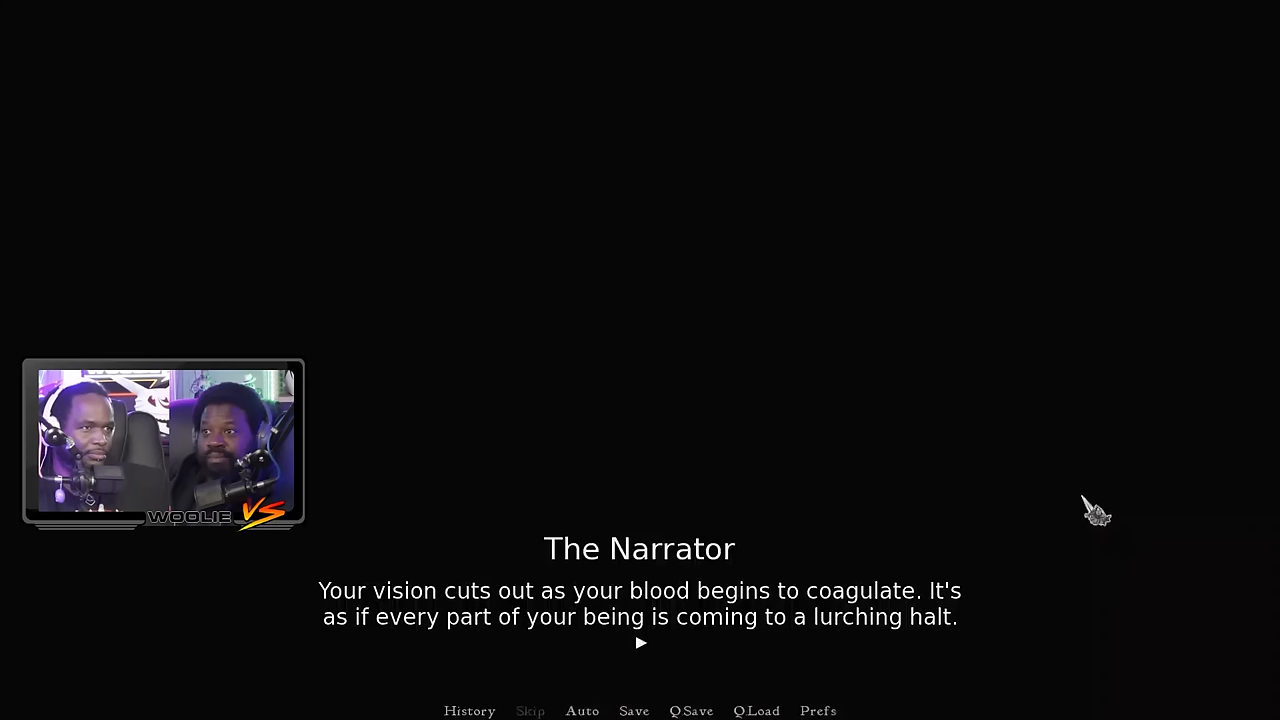 WOOLIE VS
The Narrator
Your vision cuts out as your blood begins to coagulate. It's
as if every part of your being is coming to a lurching halt.
History Skip Auto Save Q.Save Q.Load Prefs